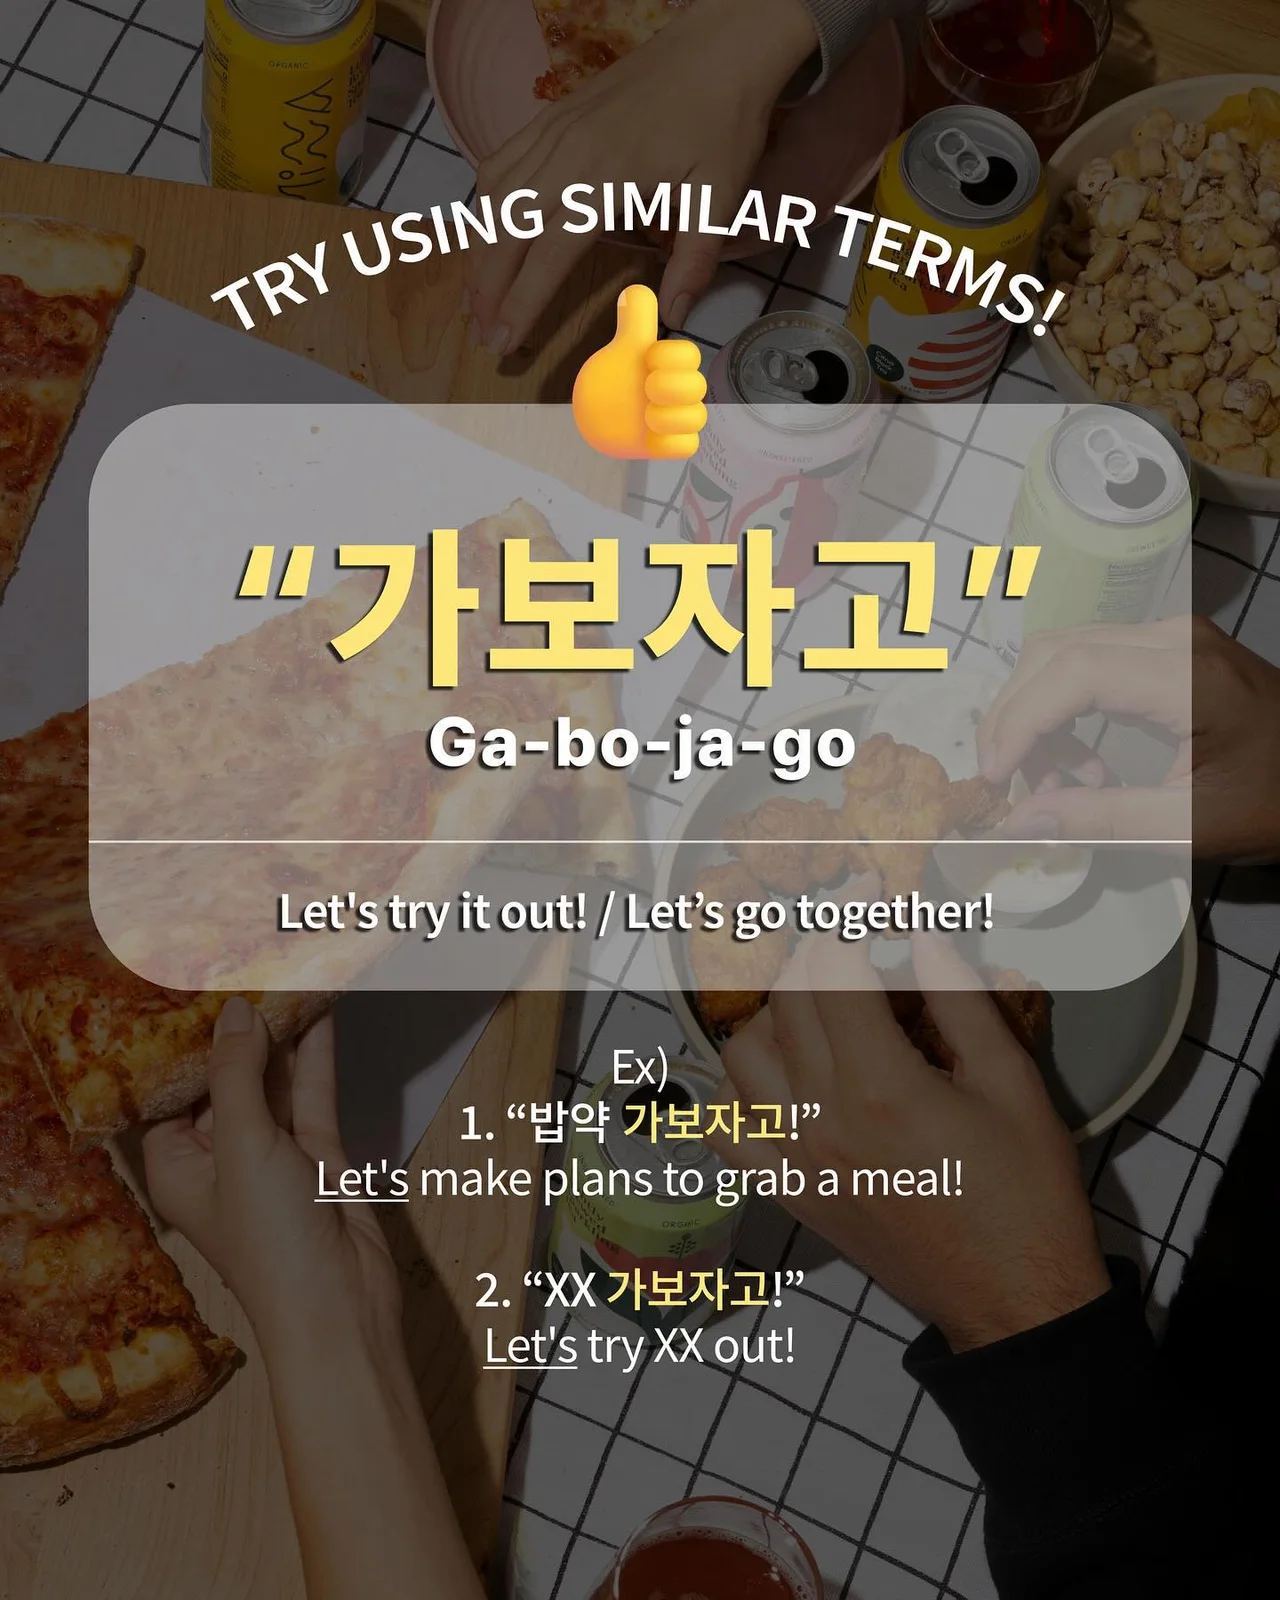 ORGANIC
TRY USING SIMILAR TERMS!
👍
“가보자고”
Ga-bo-ja-go
Let's try it out! / Let’s go together!
Ex)
1. “밥약 가보자고!”
Let's make plans to grab a meal!
ORGANIC
2. “XX 가보자고!”
Let's try XX out!